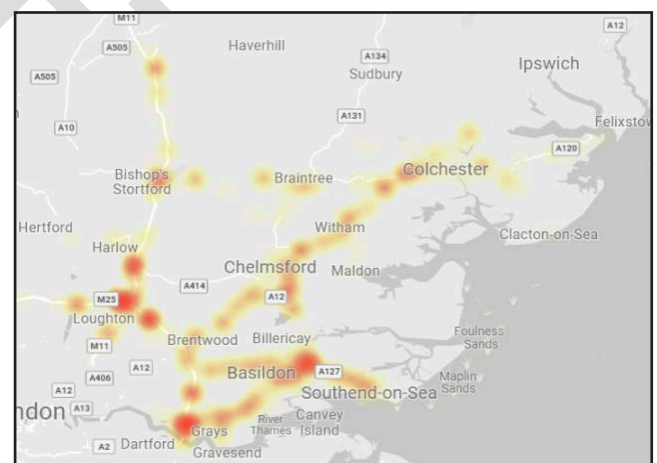 M11
A12
A505
Haverhill
A134
Sudbury
Ipswich
A505
A131
A10
Felixstow
A120
Colchester
Bishop's
Stortford
Braintree
Hertford
Witham
Clacton-on-Sea
Harlow
Chelmsford
Maldon
A414
M25
A12
Loughton
Foulness
Sands
Brentwood
Billericay
M11
A12
Basildon
A127
A406
Maplin
Sands
A12
Southend-on-Sea
ndon
A13
Canvey
Island
River
Thames
Grays
A2
Dartford
Gravesend